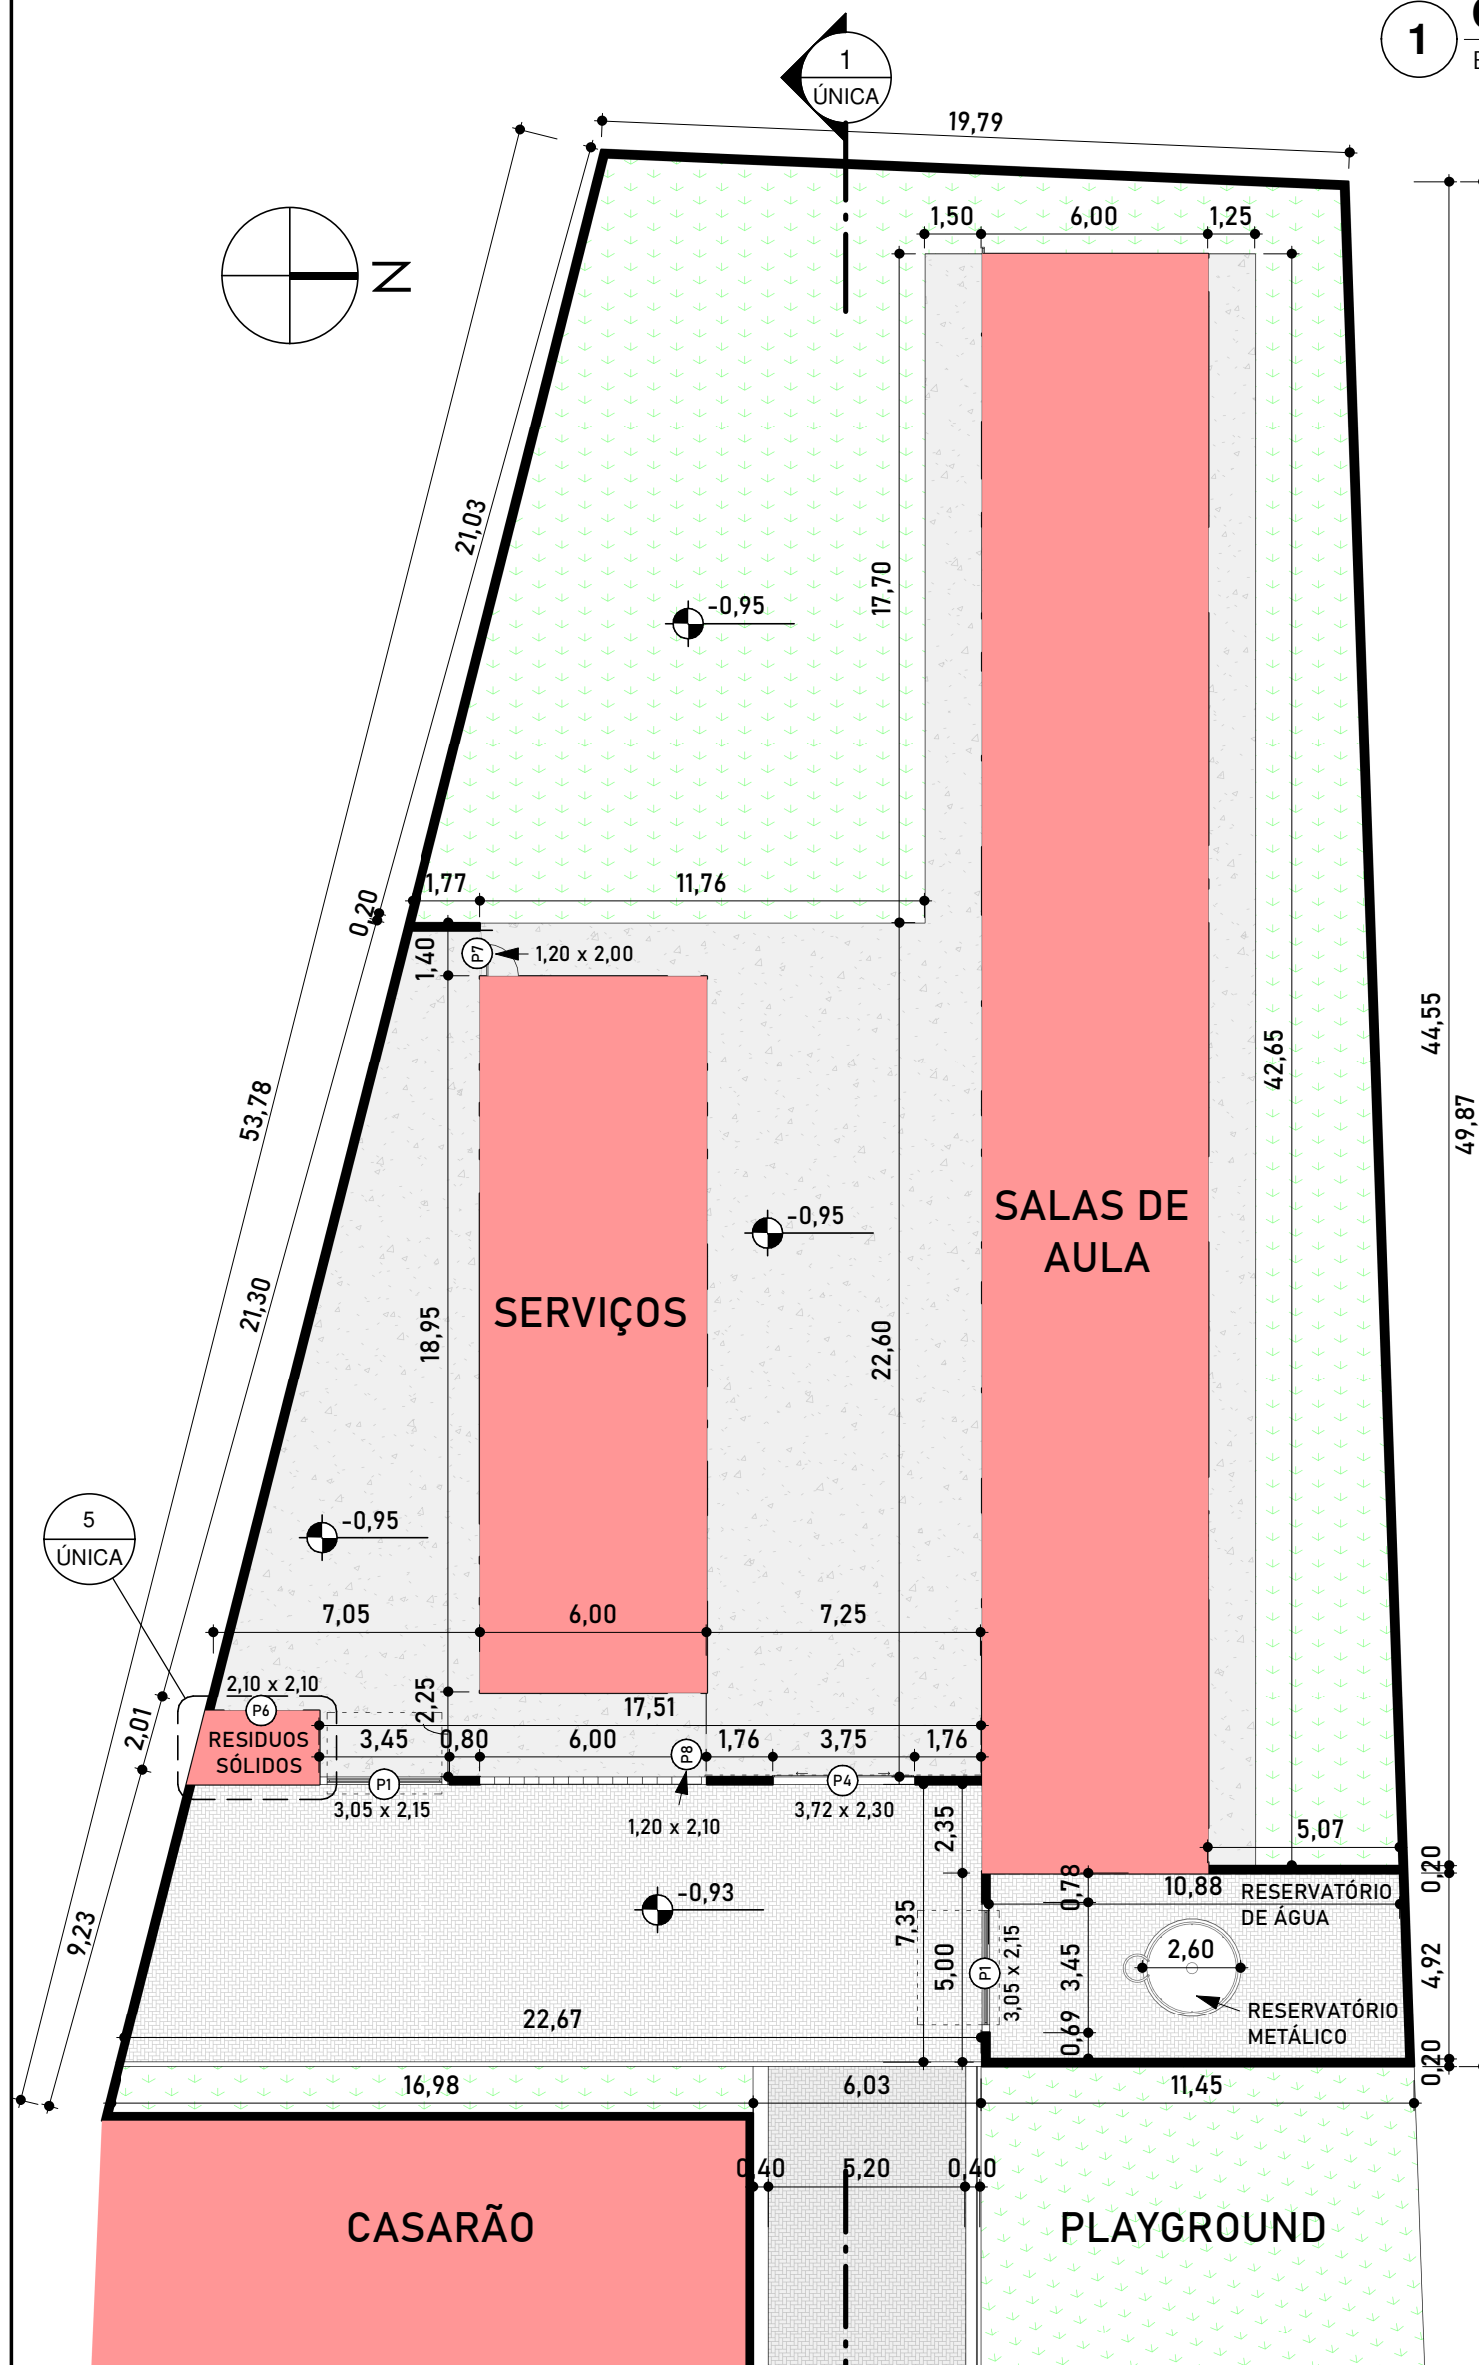 1
ÚNICA
1
19,79
1,50
6,00
1,25
N
21,03
17,70
-0,95
1,77
11,76
0,20
1,40
P7
1,20 x 2,00
44,55
42,65
49,87
53,78
-0,95
SALAS DE
AULA
21,30
18,95
SERVIÇOS
22,60
5
ÚNICA
-0,95
7,05
6,00
7,25
2,10 x 2,10
P6
2,25
17,51
2,01
RESIDUOS
SÓLIDOS
3,45
0,80
6,00
P8
1,76
3,75
1,76
P1
3,05 x 2,15
P4
3,72 x 2,30
1,20 x 2,10
2,35
5,07
0,20
0,78
10,88
RESERVATÓRIO
DE ÁGUA
-0,93
7,35
9,23
5,00
P1
3,05 x 2,15
3,45
2,60
4,92
22,67
0,69
RESERVATÓRIO
METÁLICO
0,20
16,98
6,03
11,45
0,40
5,20
0,40
CASARÃO
PLAYGROUND